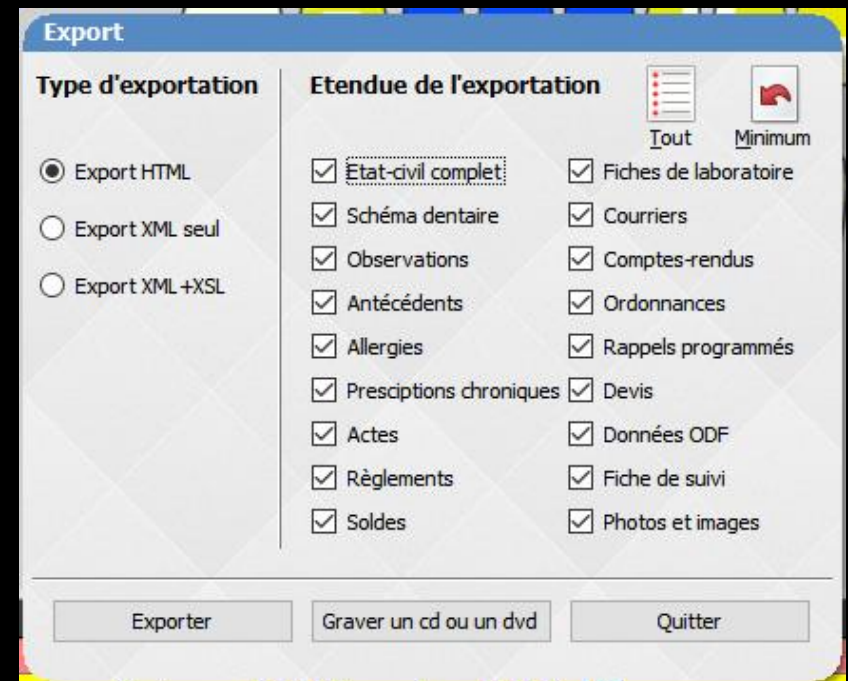 Export
Type d'exportation
Export HTML
Export XML seul
Export XML+XSL
Etendue de l'exportation
Tout
Minimum
Etat-civil complet
Schéma dentaire
Observations
Antécédents
Allergies
Presciptions chroniques
Actes
Règlements
Soldes
Fiches de laboratoire
Courriers
Comptes-rendus
Ordonnances
Rappels programmés
Devis
Données ODF
Fiche de suivi
Photos et images
Exporter
Graver un cd ou un dvd
Quitter